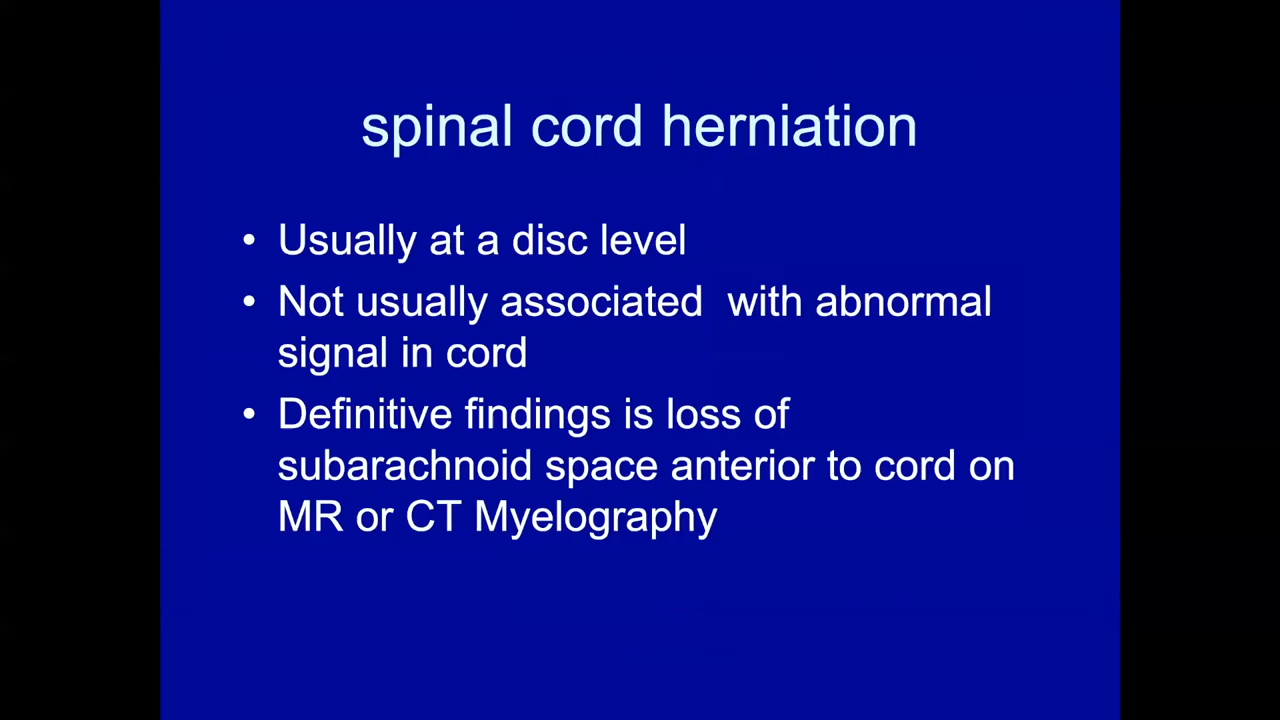 spinal cord herniation
• Usually at a disc level
• Not usually associated  with abnormal
signal in cord
• Definitive findings is loss of
subarachnoid space anterior to cord on
MR or CT Myelography